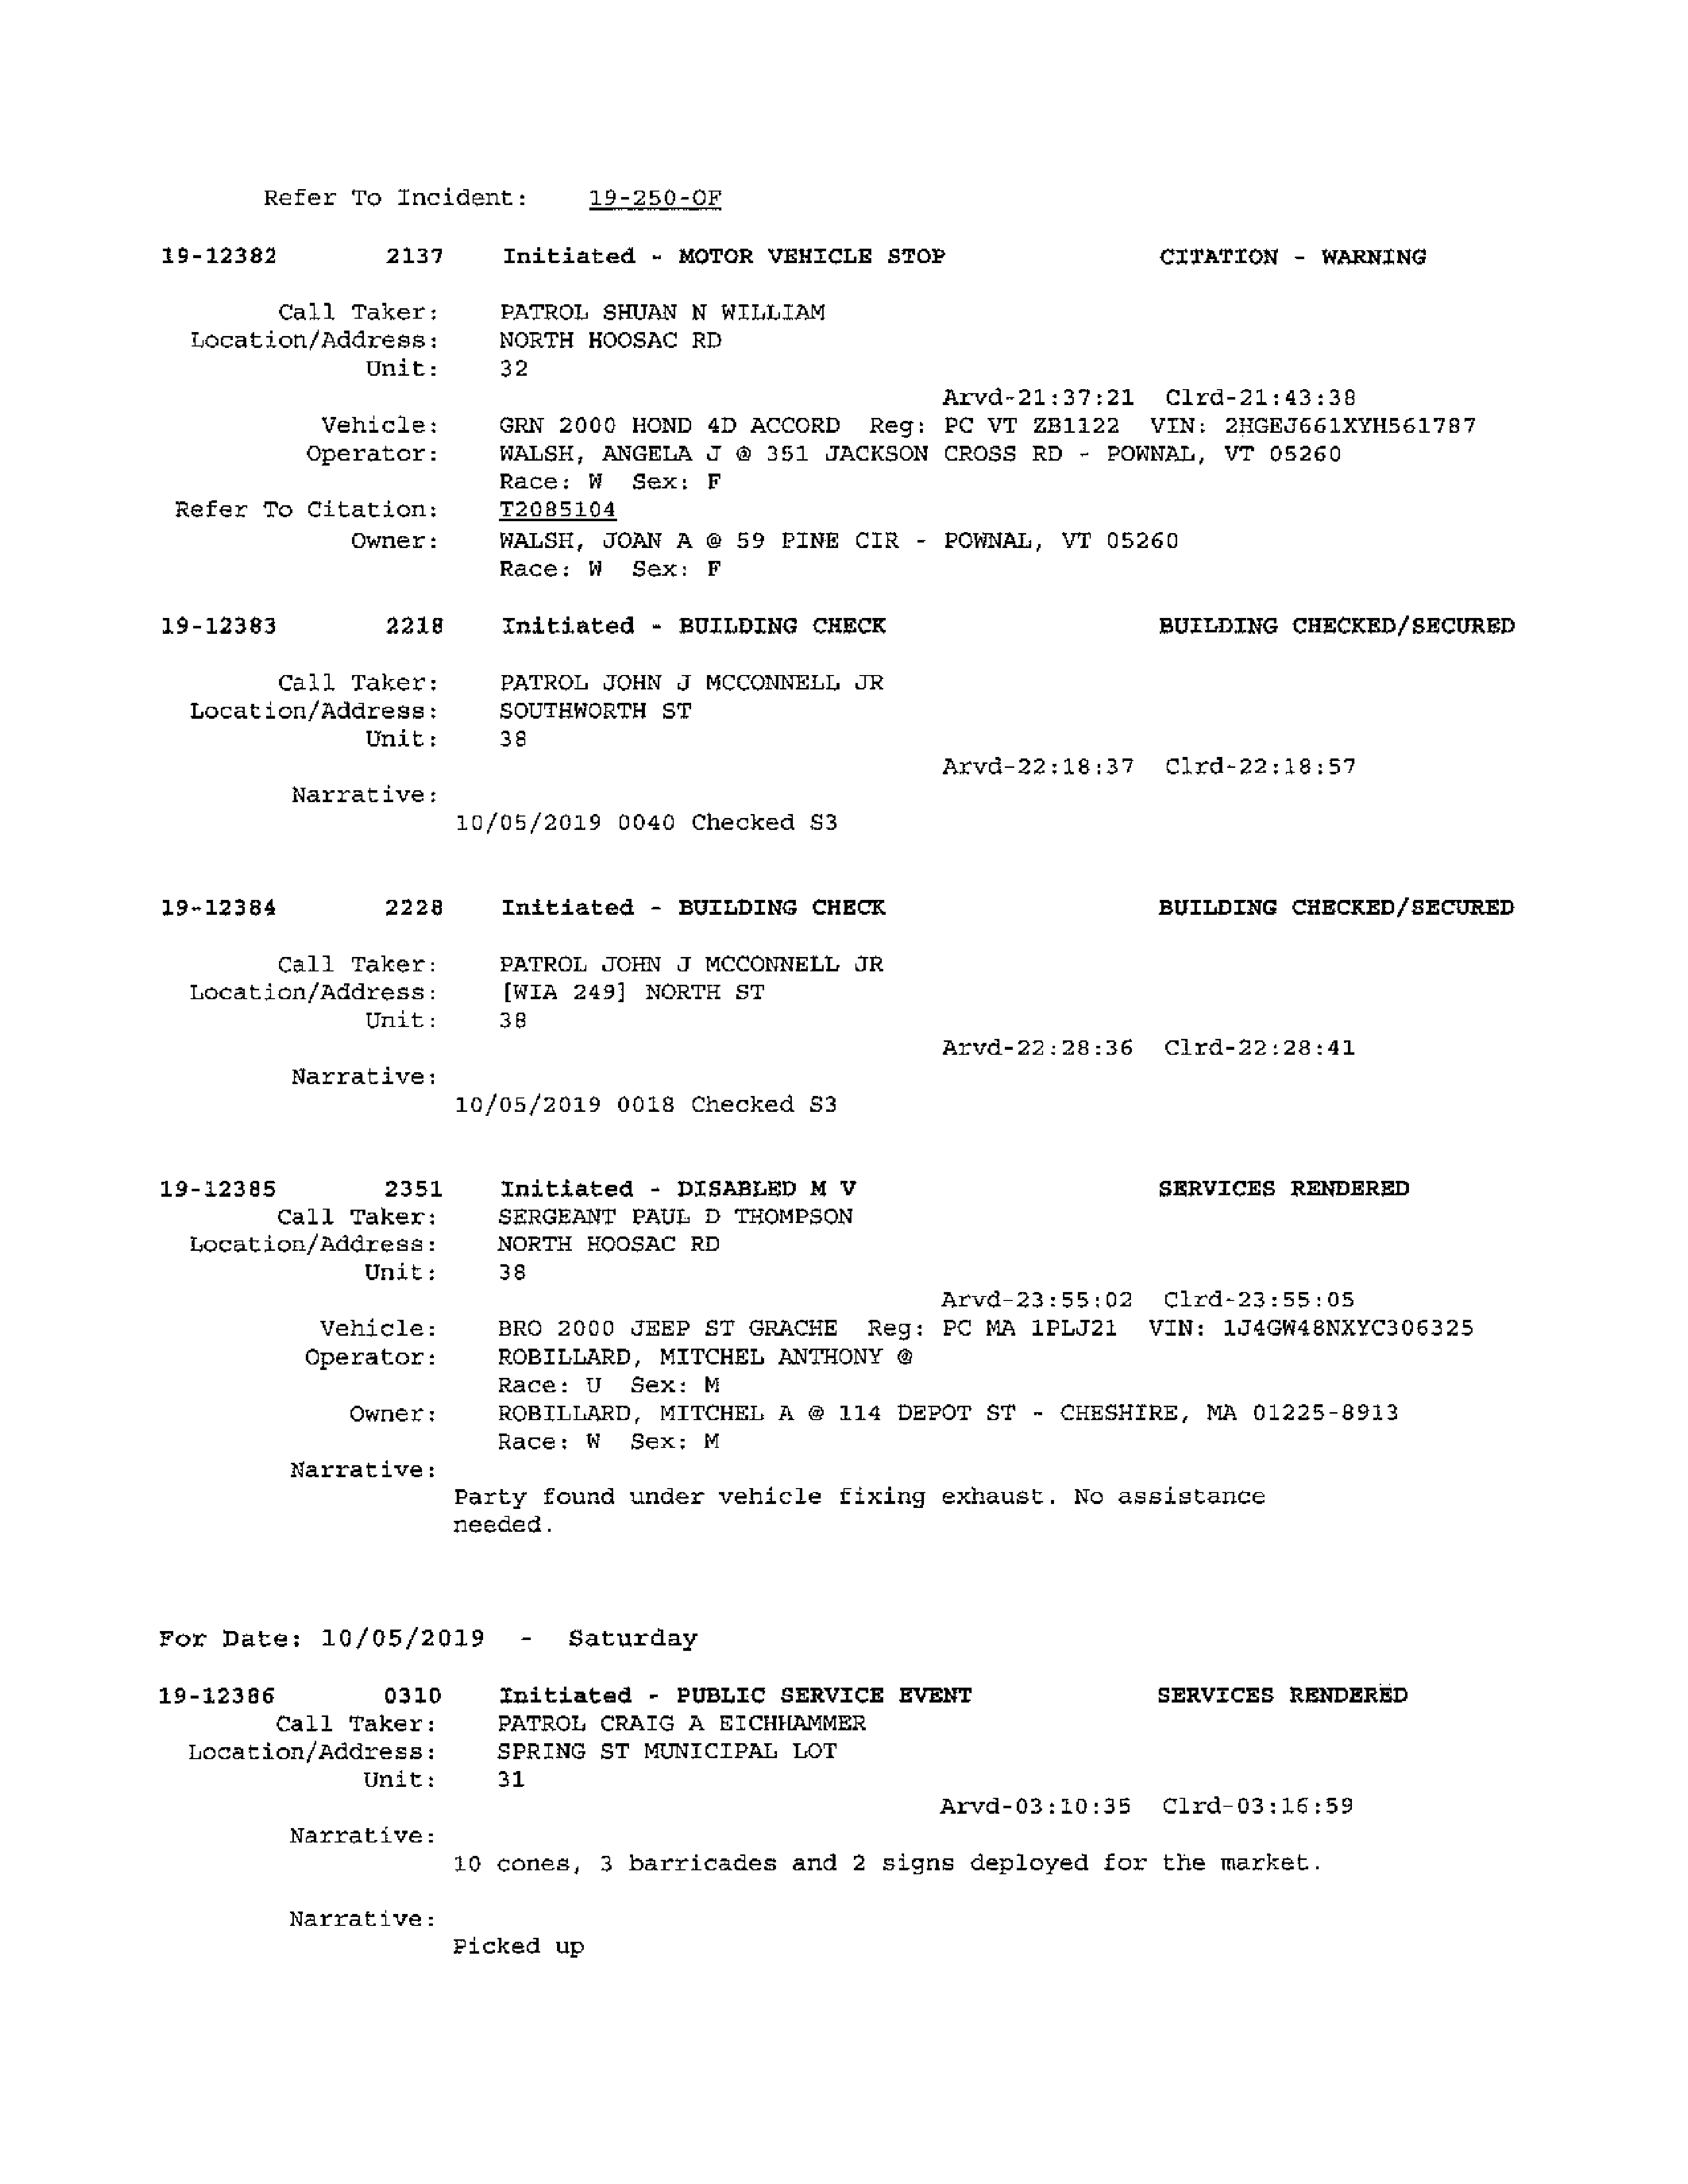 Refer To Incident: 19-250-OF
19-12382 2137 Initiated - MOTOR VEHICLE STOP CITATION - WARNING
Call Taker: PATROL SHUAN N WILLIAM
Location/Address: NORTH HOOSAC RD
Unit: 32
Arvd-21:37:21 Clrd-21:43:38
Vehicle: GRN 2000 HOND 4D ACCORD Reg: PC VT ZB1122 VIN: 2HGEJ661XYH561787
Operator: WALSH, ANGELA J @ 351 JACKSON CROSS RD - POWNAL, VT 05260
Race: W Sex: F
Refer To Citation: T2085104
Owner: WALSH, JOAN A @ 59 PINE CIR - POWNAL, VT 05260
Race: W Sex: F
19-12383 2218 Initiated - BUILDING CHECK BUILDING CHECKED/SECURED
Call Taker: PATROL JOHN J MCCONNELL JR
Location/Address: SOUTHWORTH ST
Unit: 38
Arvd-22:18:37 Clrd-22:18:57
Narrative:
10/05/2019 0040 Checked S3
19-12384 2228 Initiated - BUILDING CHECK BUILDING CHECKED/SECURED
Call Taker: PATROL JOHN J MCCONNELL JR
Location/Address: [WIA 249] NORTH ST
Unit: 38
Arvd-22:28:36 Clrd-22:28:41
Narrative:
10/05/2019 0018 Checked S3
19-12385 2351 Initiated - DISABLED M V SERVICES RENDERED
Call Taker: SERGEANT PAUL D THOMPSON
Location/Address: NORTH HOOSAC RD
Unit: 38
Arvd-23:55:02 Clrd-23:55:05
Vehicle: BRO 2000 JEEP ST GRACHE Reg: PC MA 1PLJ21 VIN: 1J4GW48NXYC306325
Operator: ROBILLARD, MITCHEL ANTHONY @
Race: U Sex: M
Owner: ROBILLARD, MITCHEL A @ 114 DEPOT ST - CHESHIRE, MA 01225-8913
Race: W Sex: M
Narrative:
Party found under vehicle fixing exhaust. No assistance
needed.
For Date: 10/05/2019 - Saturday
19-12386 0310 Initiated - PUBLIC SERVICE EVENT SERVICES RENDERED
Call Taker: PATROL CRAIG A EICHHAMMER
Location/Address: SPRING ST MUNICIPAL LOT
Unit: 31
Arvd-03:10:35 Clrd-03:16:59
Narrative:
10 cones, 3 barricades and 2 signs deployed for the market.
Narrative:
Picked up